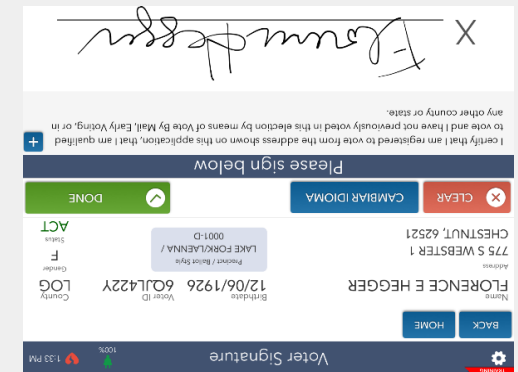 TRAINING
Voter Signature
100%
1:33 PM
BACK
HOME
Name
FLORENCE E HEGGER
Birthdate
12/06/1926
Voter ID
6QJL422Y
County
LOG
Address
775 S WEBSTER 1
CHESTNUT, 62521
Precinct / Ballot Style
LAKE FORK/LAENNA /
0001-D
Gender
F
Status
ACT
CLEAR
CAMBIAR IDIOMA
DONE
Please sign below
I certify that I am registered to vote from the address shown on this application, that I am qualified
to vote and I have not previously voted in this election by means of Vote By Mail, Early Voting, or in
any other county or state.
+
X